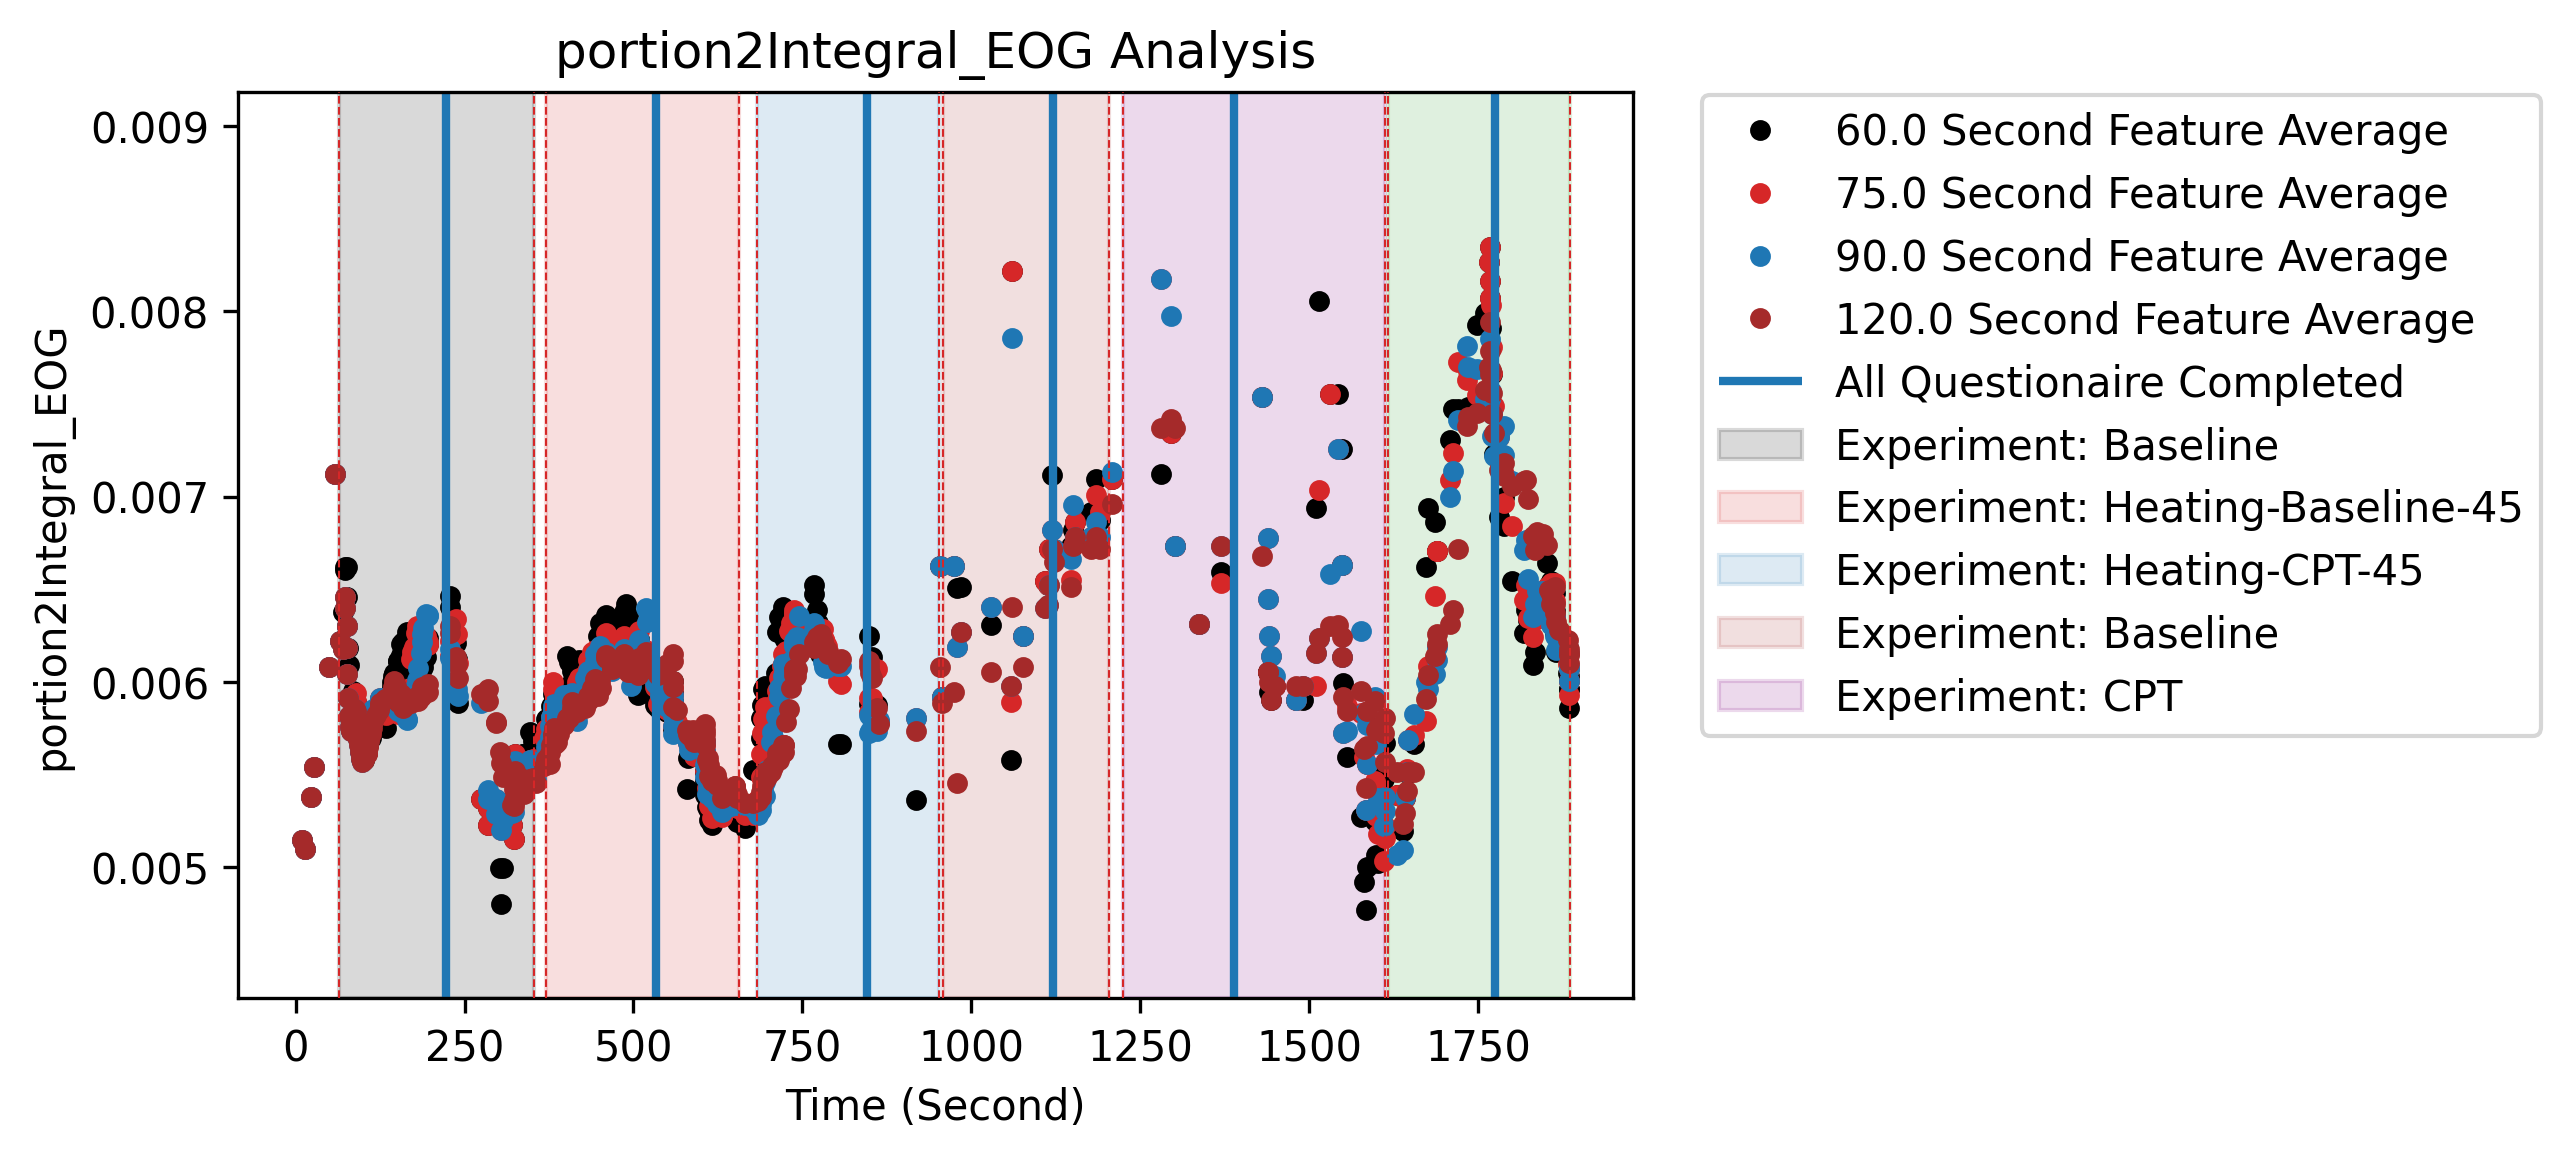 portion2Integral_EOG Analysis
0.009
0.008
0.007
0.006
0.005
portion2Integral_EOG
0
250
500
750
1000
1250
1500
1750
Time (Second)
60.0 Second Feature Average
75.0 Second Feature Average
90.0 Second Feature Average
120.0 Second Feature Average
All Questionaire Completed
Experiment: Baseline
Experiment: Heating-Baseline-45
Experiment: Heating-CPT-45
Experiment: Baseline
Experiment: CPT